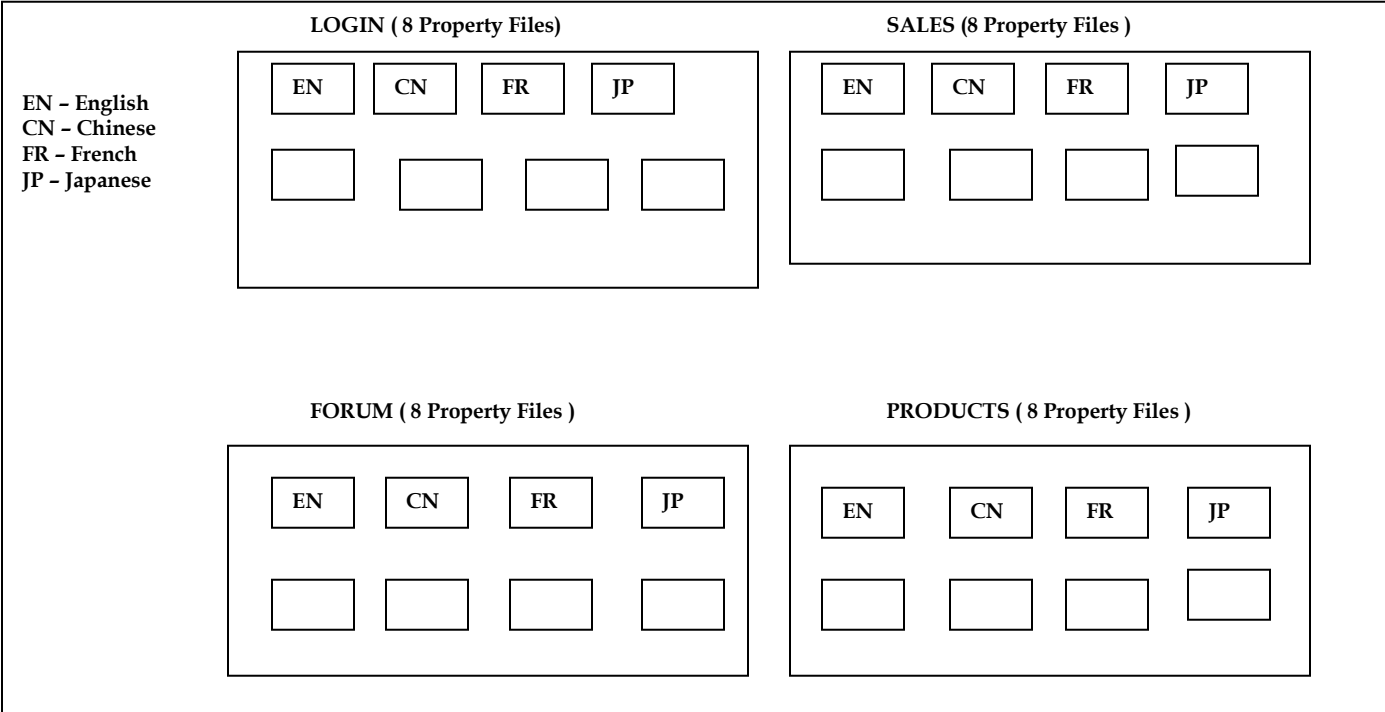 LOGIN ( 8 Property Files)
SALES (8 Property Files )
EN CN FR JP
EN CN FR JP
EN – English
CN – Chinese
FR – French
JP – Japanese
FORUM ( 8 Property Files )
PRODUCTS ( 8 Property Files )
EN CN FR JP
EN CN FR JP